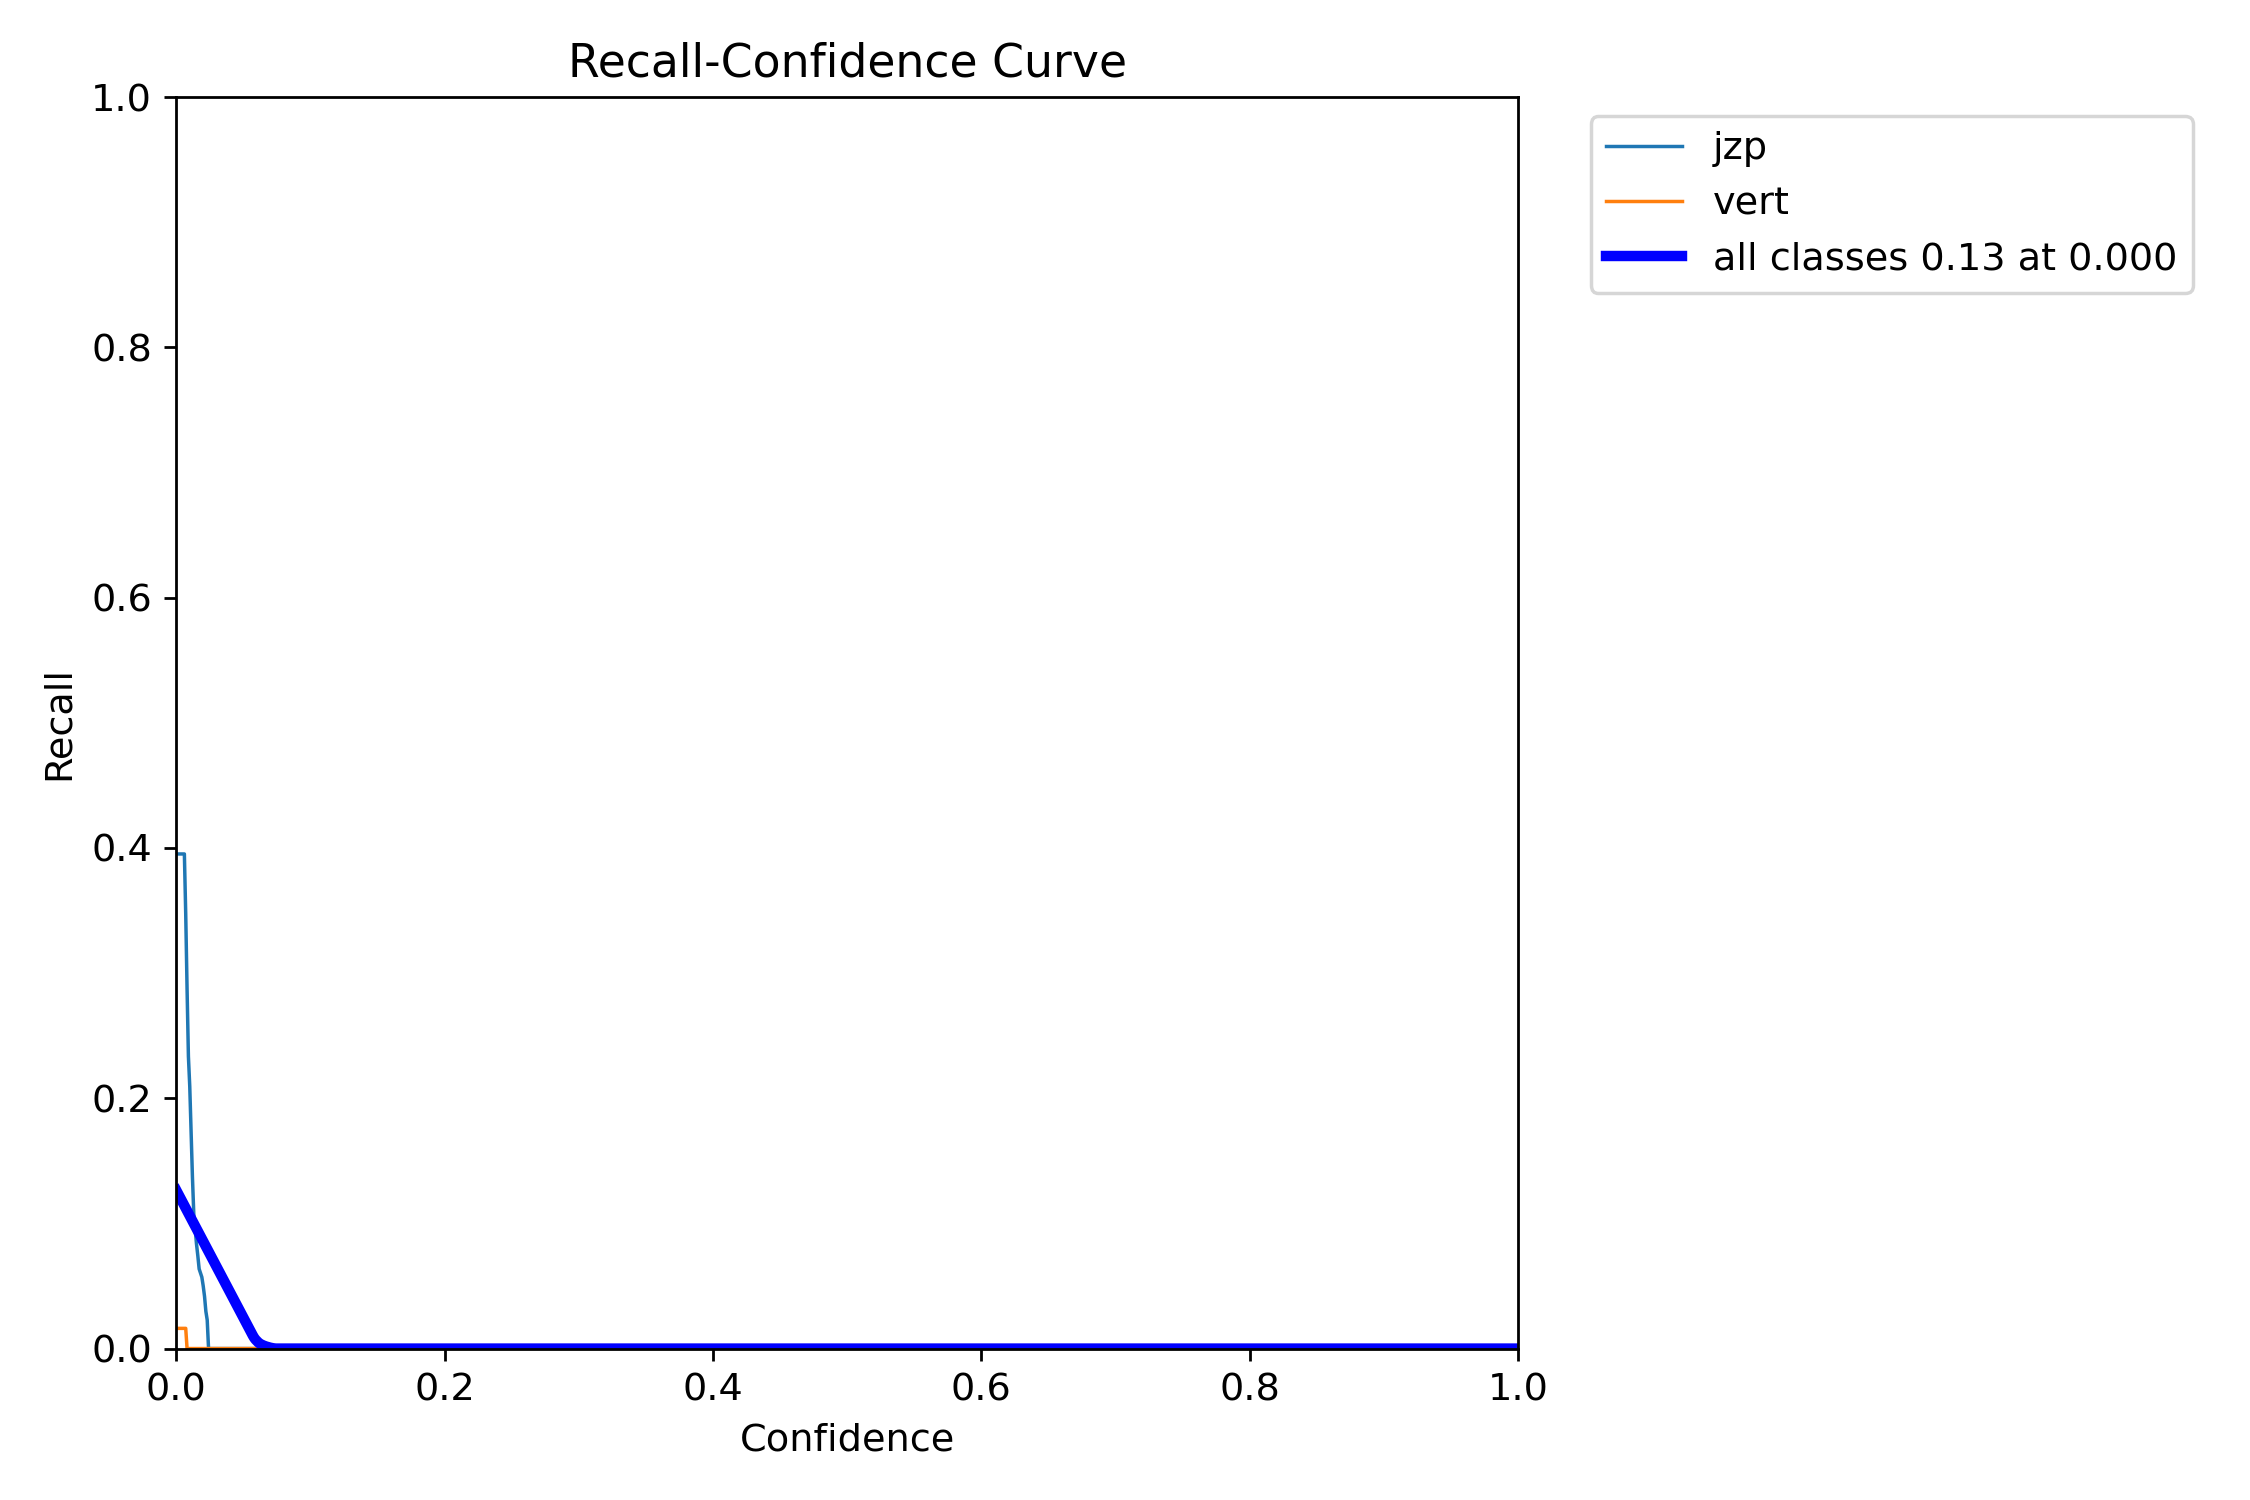 Recall-Confidence Curve
1.0
0.8
0.6
0.4
0.2
0.0
Recall
0.0 0.2 0.4 0.6 0.8 1.0
Confidence
jzp
vert
all classes 0.13 at 0.000